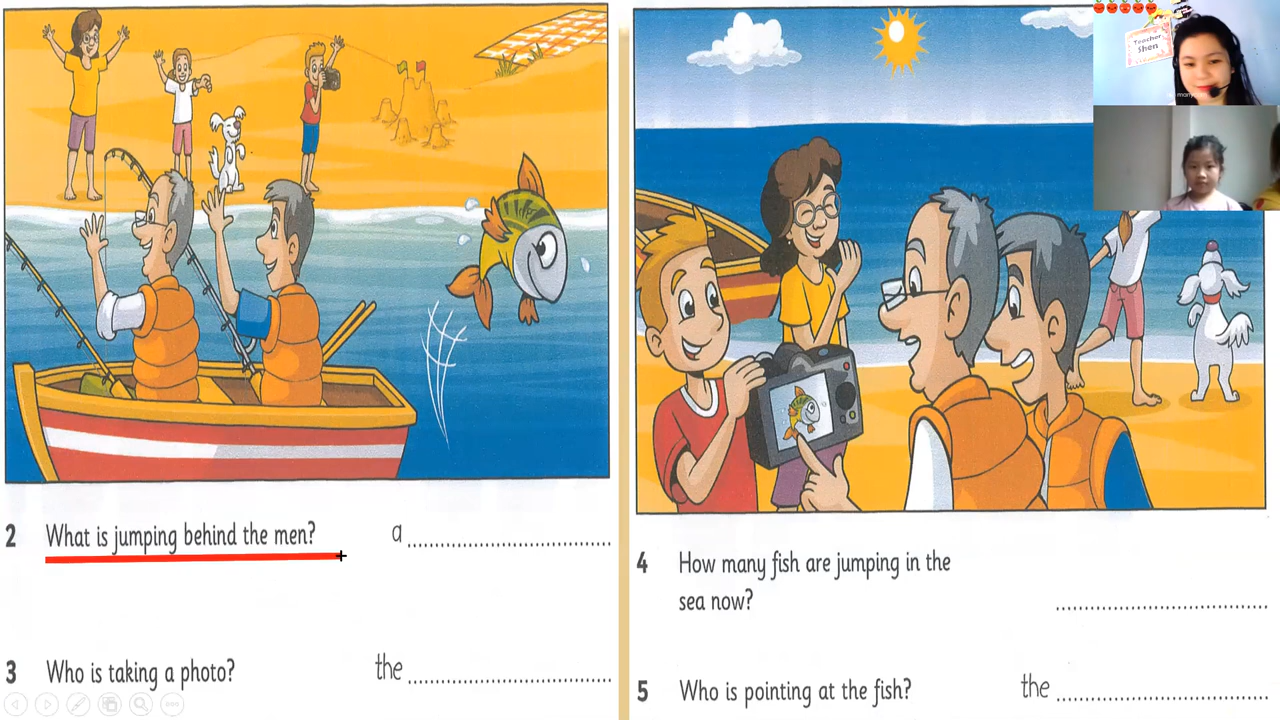 Teacher
Shen
2 What is jumping behind the men? a
3 Who is taking a photo? the
4 How many fish are jumping in the
sea now?
5 Who is pointing at the fish? the